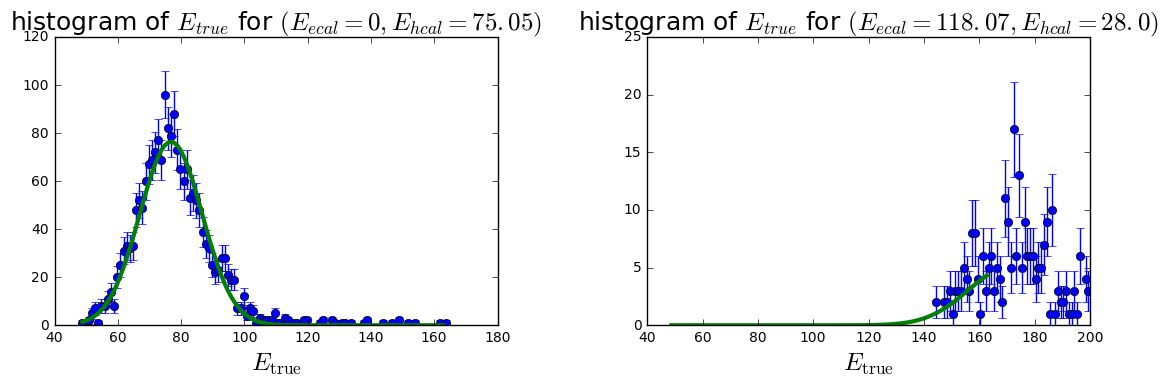 histogram of E_true for (E_ecal = 0, E_hcal = 75.05)
120
100
80
60
40
20
0
40 60 80 100 120 140 160 180
E_true
histogram of E_true for (E_ecal = 118.07, E_hcal = 28.0)
25
20
15
10
5
0
40 60 80 100 120 140 160 180 200
E_true